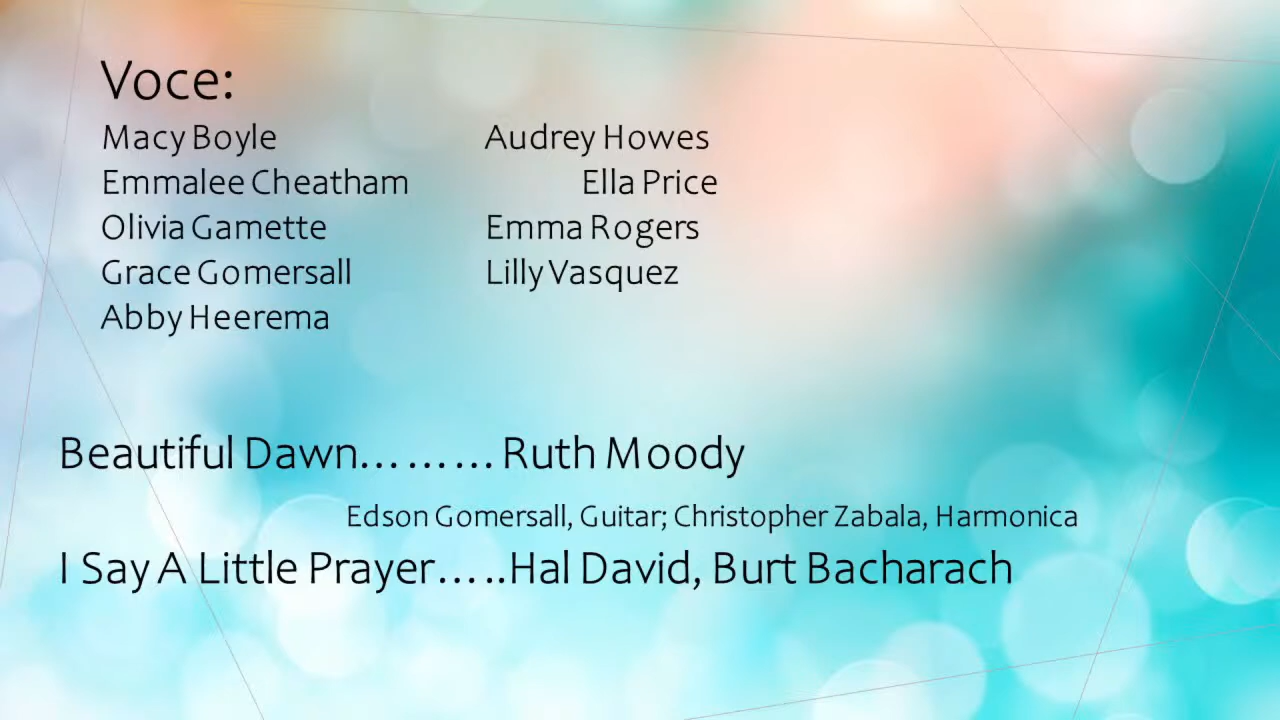 Voce:
Macy Boyle Audrey Howes
Emmalee Cheatham Ella Price
Olivia Gamette Emma Rogers
Grace Gomersall Lilly Vasquez
Abby Heerema
Beautiful Dawn……… Ruth Moody
Edson Gomersall, Guitar; Christopher Zabala, Harmonica
I Say A Little Prayer…..Hal David, Burt Bacharach